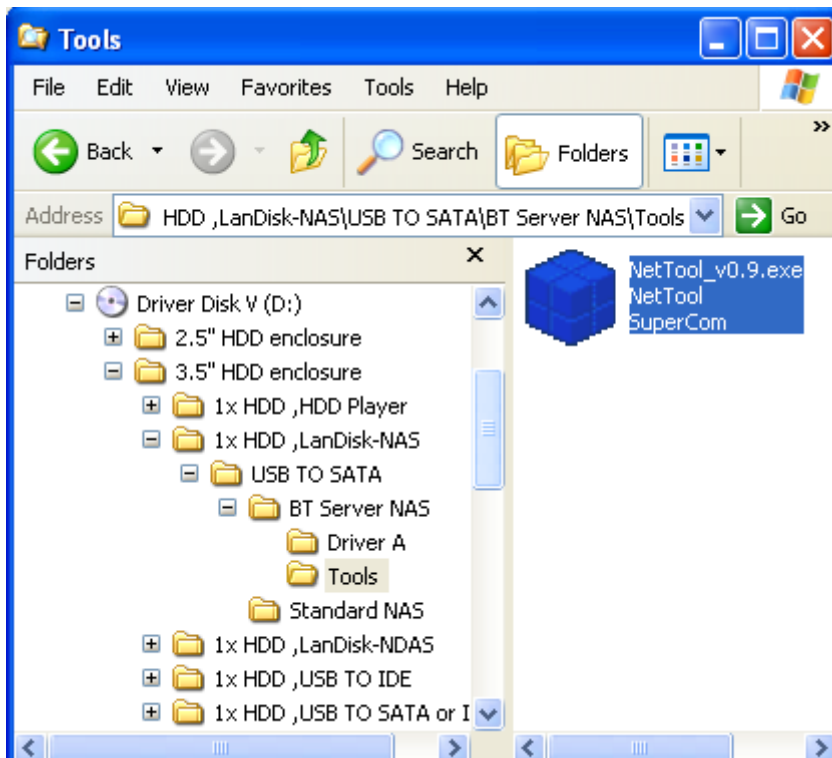 Tools
File Edit View Favorites Tools Help
Back Search Folders »
Address HDD ,LanDisk-NAS\USB TO SATA\BT Server NAS\Tools Go
Folders
Driver Disk V (D:)
2.5" HDD enclosure
3.5" HDD enclosure
1x HDD ,HDD Player
1x HDD ,LanDisk-NAS
USB TO SATA
BT Server NAS
Driver A
Tools
Standard NAS
1x HDD ,LanDisk-NDAS
1x HDD ,USB TO IDE
1x HDD ,USB TO SATA or I
NetTool_v0.9.exe
NetTool
SuperCom